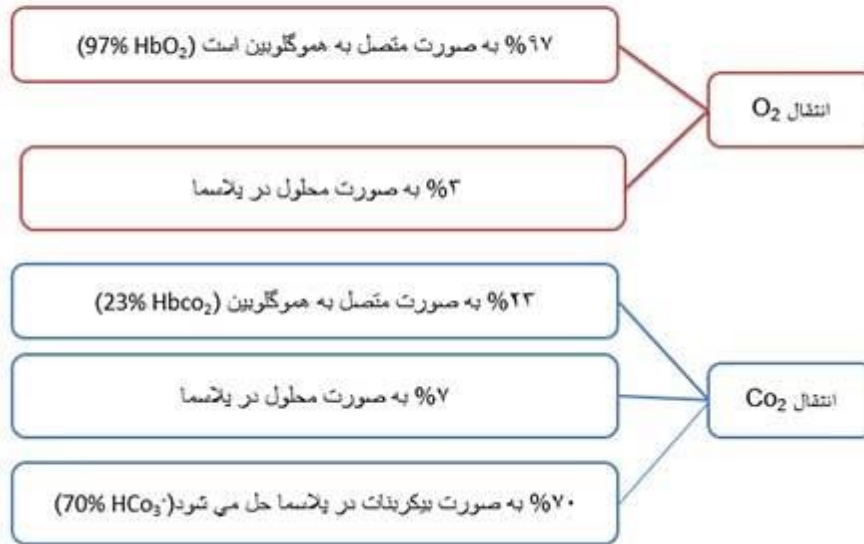 %۹۷ به صورت متصل به هموگلوبین است (97% HbO₂)
انتقال O₂
%۳ به صورت محلول در پلاسما
%۲۳ به صورت متصل به هموگلوبین (23% Hbco₂)
%۷ به صورت محلول در پلاسما
انتقال Co₂
%۷۰ به صورت بیکربنات در پلاسما حل می شود(70% HCo₃⁻)